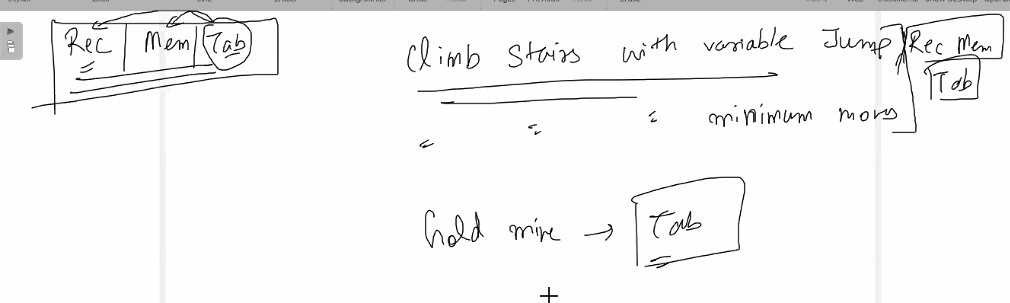 Rec Mem Tab
Climb Stairs with variable Jump Rec Mem
Tab
minimum moves
Gold mine → Tab